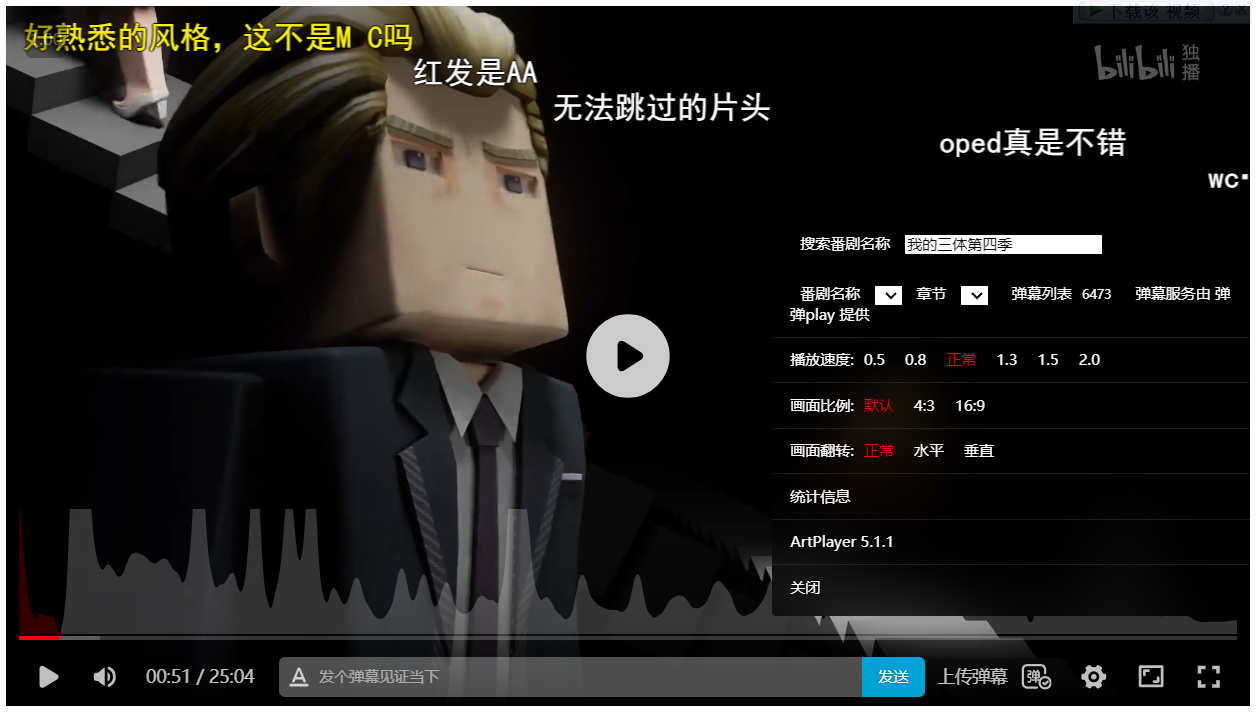 下载该 视频
好熟悉的风格，这不是M C吗
bilibili 独播
红发是AA
无法跳过的片头
oped真是不错
WC
搜索番剧名称 我的三体第四季
番剧名称 章节 弹幕列表 6473 弹幕服务由 弹
弹play 提供
播放速度: 0.5 0.8 正常 1.3 1.5 2.0
画面比例: 默认 4:3 16:9
画面翻转: 正常 水平 垂直
统计信息
ArtPlayer 5.1.1
关闭
00:51 / 25:04 A 发个弹幕见证当下 发送 上传弹幕 弹